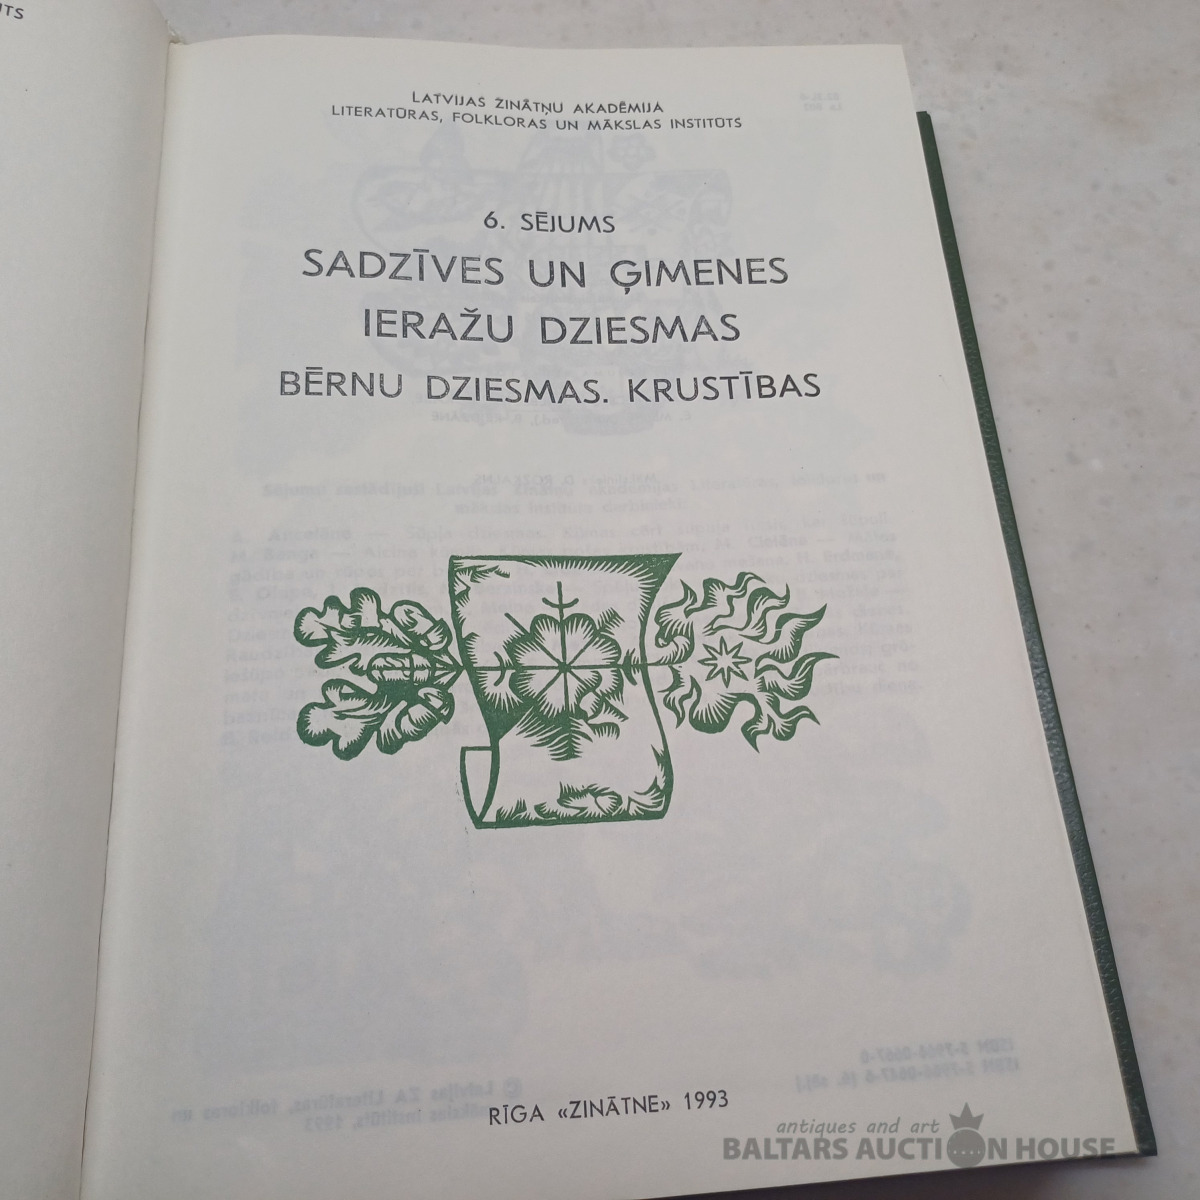 LATVIJAS ZINĀTŅU AKADĒMIJA
LITERATŪRAS, FOLKLORAS UN MĀKSLAS INSTITŪTS
6. SĒJUMS
SADZĪVES UN ĢIMENES
IERAŽU DZIESMAS
BĒRNU DZIESMAS. KRUSTĪBAS
RĪGA «ZINĀTNE» 1993
antiques and art
BALTARS AUCTION HOUSE